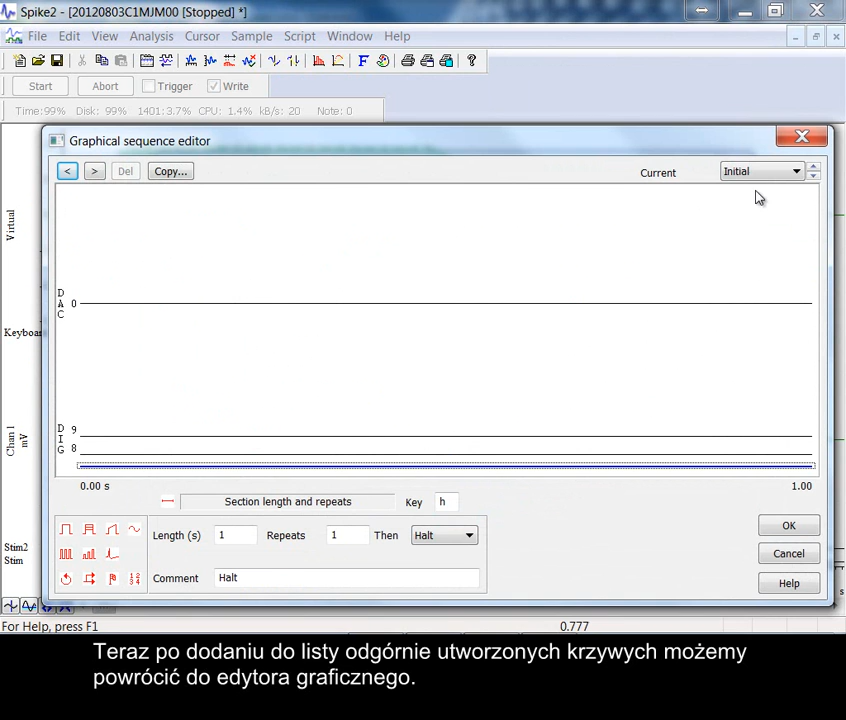 Spike2 - [20120803C1MJM00 [Stopped] *]
File Edit View Analysis Cursor Sample Script Window Help
Start Abort Trigger Write
Time:99% Disk: 99% 1401:3.7% CPU: 1.4% kB/s: 20 Note: 0
Graphical sequence editor
< > Del Copy... Current Initial
Virtual
Keyboar
Chan 1
mV
Stim2
Stim
DAC 0
DIG 9
8
0.00 s 1.00
Section length and repeats Key h
Length (s) 1 Repeats 1 Then Halt
Comment Halt
OK
Cancel
Help
s
For Help, press F1 0.777
Teraz po dodaniu do listy odgórnie utworzonych krzywych możemy
powrócić do edytora graficznego.